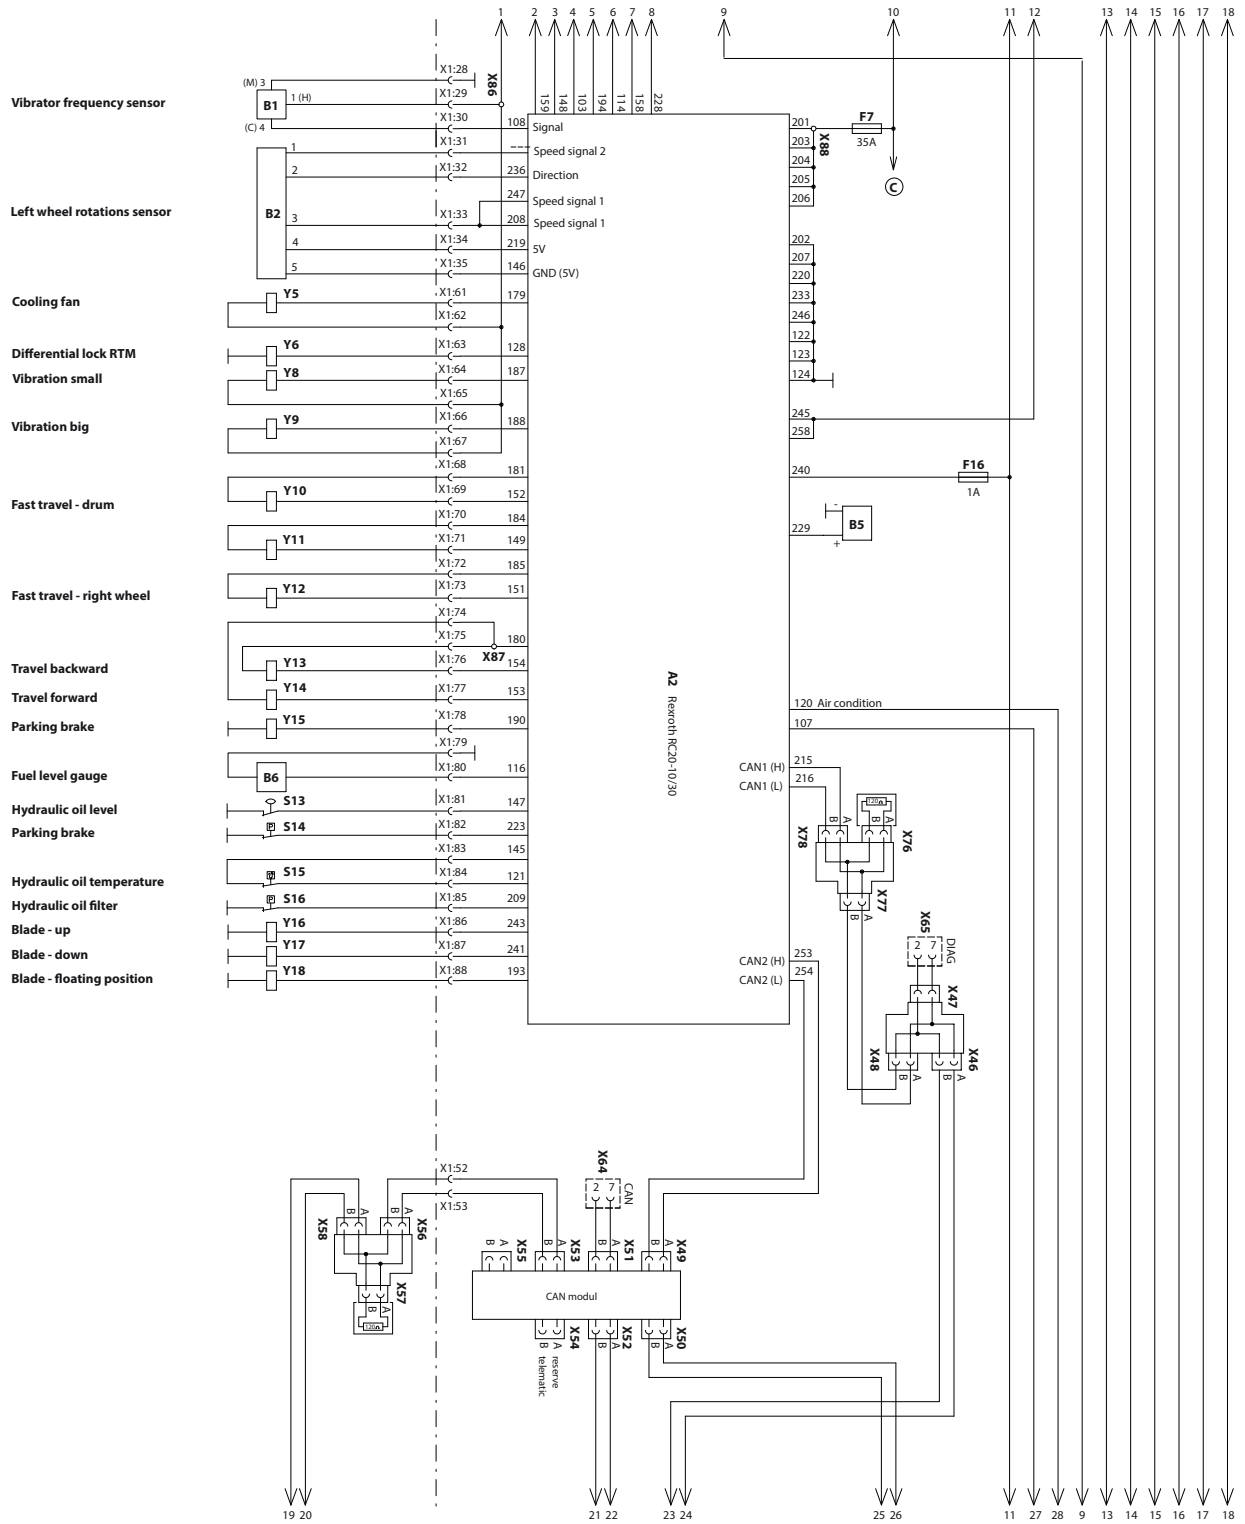 1 2 3 4 5 6 7 8 9 10 11 12 13 14 15 16 17 18
159 148 103 194 114 158 228
X86
Vibrator frequency sensor
B1
(M) 3
1 (H)
(C) 4
X1:28
X1:29
X1:30 108 Signal
Left wheel rotations sensor
B2
1 X1:31 --- Speed signal 2
2 X1:32 236 Direction
247 Speed signal 1
3 X1:33 208 Speed signal 1
4 X1:34 219 5V
5 X1:35 146 GND (5V)
Cooling fan Y5 X1:61 179
X1:62
Differential lock RTM Y6 X1:63 128
Vibration small Y8 X1:64 187
X1:65
Vibration big Y9 X1:66 188
X1:67
X1:68 181
Fast travel - drum Y10 X1:69 152
X1:70 184
Y11 X1:71 149
X1:72 185
Fast travel - right wheel Y12 X1:73 151
X1:74
X1:75 180
X87
Travel backward Y13 X1:76 154
Travel forward Y14 X1:77 153
Parking brake Y15 X1:78 190
X1:79
Fuel level gauge B6 X1:80 116
Hydraulic oil level S13 X1:81 147
Parking brake P S14 X1:82 223
X1:83 145
Hydraulic oil temperature S15 X1:84 121
Hydraulic oil filter P S16 X1:85 209
Blade - up Y16 X1:86 243
Blade - down Y17 X1:87 241
Blade - floating position Y18 X1:88 193
A2 Rexroth RC20-10/30
201 F7 35A
X88
203
204
205
206
C
202
207
220
233
246
122
123
124
245
258
240 F16 1A
229 - + B5
120 Air condition
107
CAN1 (H) 215
CAN1 (L) 216
120Ω
B A X78
B A X76
B A X77
X65
2 7 DIAG
X47
CAN2 (H) 253
CAN2 (L) 254
X48 B A
X46 B A
X1:52
X1:53
X64
2 7 CAN
X58 B A
B A X56
X57 B A
120Ω
B A X55
B A X53
B A X51
B A X49
CAN modul
B A X54
B A X52
B A X50
telematic
reserve
19 20 21 22 23 24 25 26 11 27 28 9 13 14 15 16 17 18